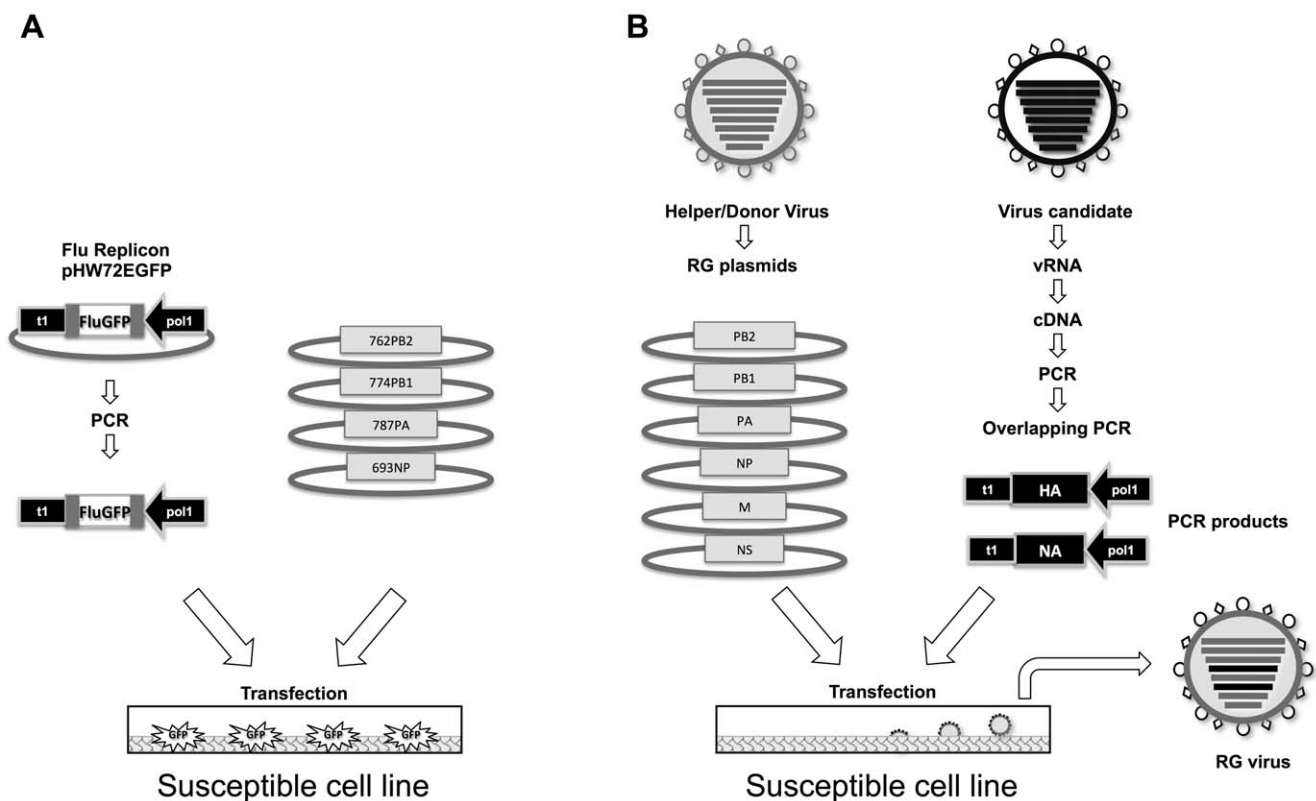 A
Flu Replicon
pHW72EGFP
t1 FluGFP pol1
PCR
t1 FluGFP pol1
762PB2
774PB1
787PA
693NP
Transfection
GFP GFP GFP GFP
Susceptible cell line
B
Helper/Donor Virus
RG plasmids
PB2
PB1
PA
NP
M
NS
Virus candidate
vRNA
cDNA
PCR
Overlapping PCR
t1 HA pol1
t1 NA pol1
PCR products
Transfection
Susceptible cell line
RG virus